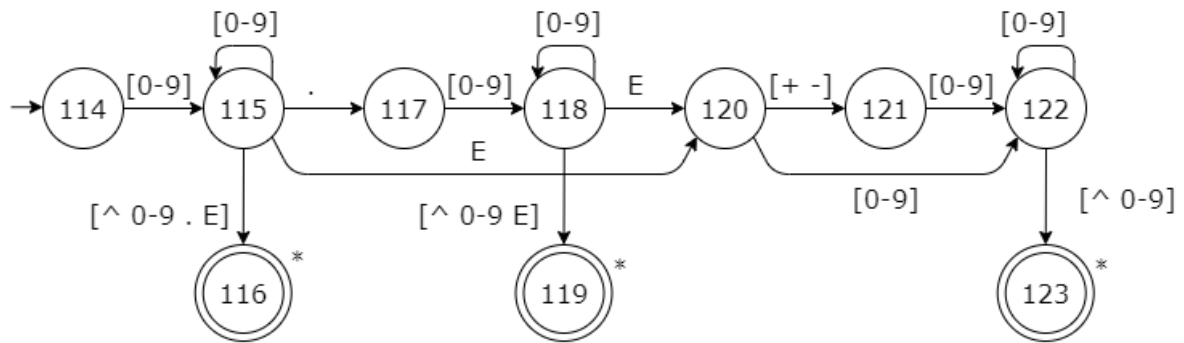 [0-9] [0-9] [0-9]
114 [0-9] 115 . 117 [0-9] 118 E 120 [+ -] 121 [0-9] 122
E
[0-9]
[^ 0-9 . E] [^ 0-9 E] [^ 0-9]
116 * 119 * 123 *